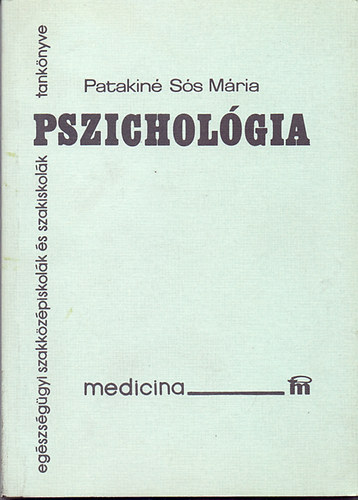 Patakiné Sós Mária
PSZICHOLÓGIA
egészségügyi szakközépiskolák és szakiskolák tankönyve
medicina